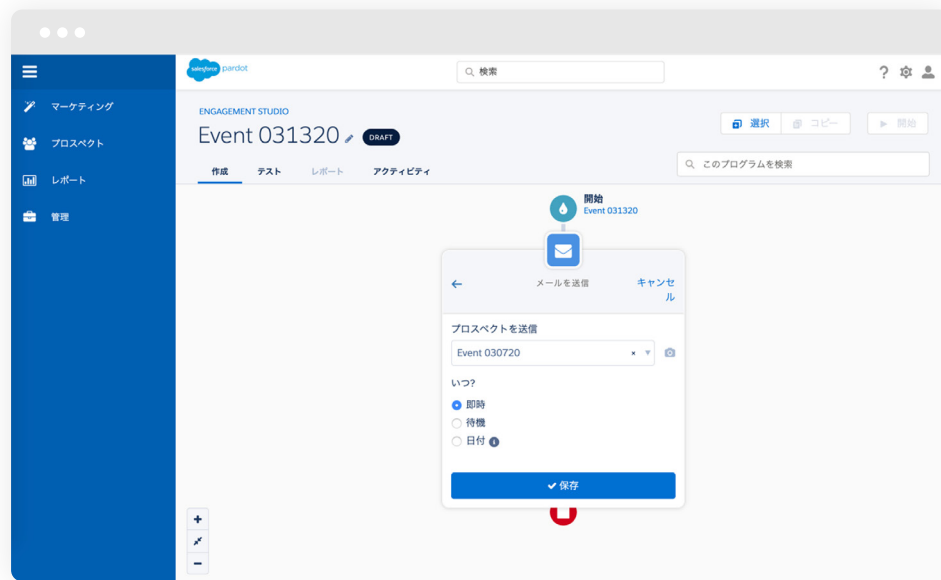 salesforce pardot
検索
?
マーケティング
プロスペクト
レポート
管理
ENGAGEMENT STUDIO
Event 031320
DRAFT
選択
コピー
開始
作成 テスト レポート アクティビティ
このプログラムを検索
開始
Event 031320
メールを送信
キャンセ
ル
プロスペクトを送信
Event 030720
いつ?
即時
待機
日付
保存